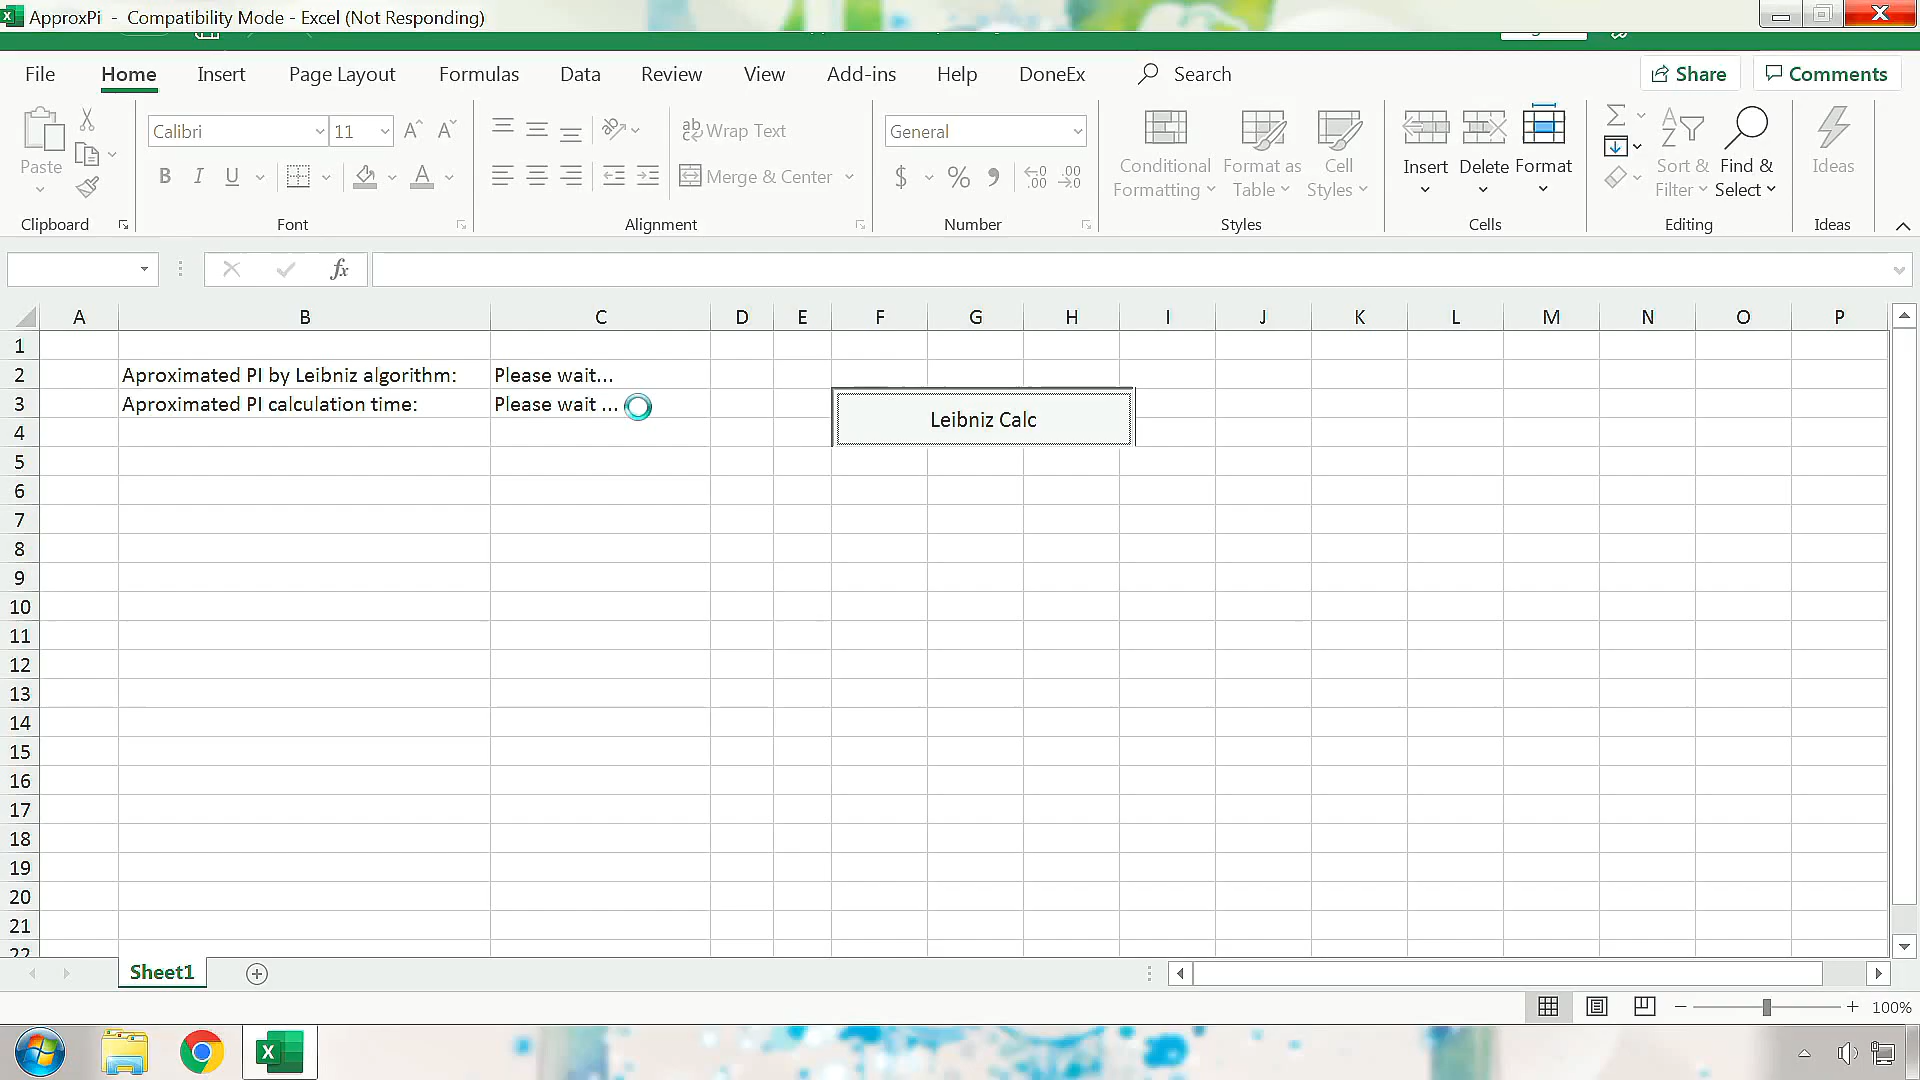 ApproxPi - Compatibility Mode - Excel (Not Responding)
File Home Insert Page Layout Formulas Data Review View Add-ins Help DoneEx Search Share Comments
Paste
Clipboard
Calibri 11
B I U
Font
Wrap Text
Merge & Center
Alignment
General
$ % ,
Number
Conditional Formatting
Format as Table
Cell Styles
Styles
Insert Delete Format
Cells
Sort & Filter
Find & Select
Editing
Ideas
Ideas
fx
A B C D E F G H I J K L M N O P
1
2 Aproximated PI by Leibniz algorithm: Please wait...
3 Aproximated PI calculation time: Please wait ...
Leibniz Calc
4
5
6
7
8
9
10
11
12
13
14
15
16
17
18
19
20
21
22
Sheet1
100%